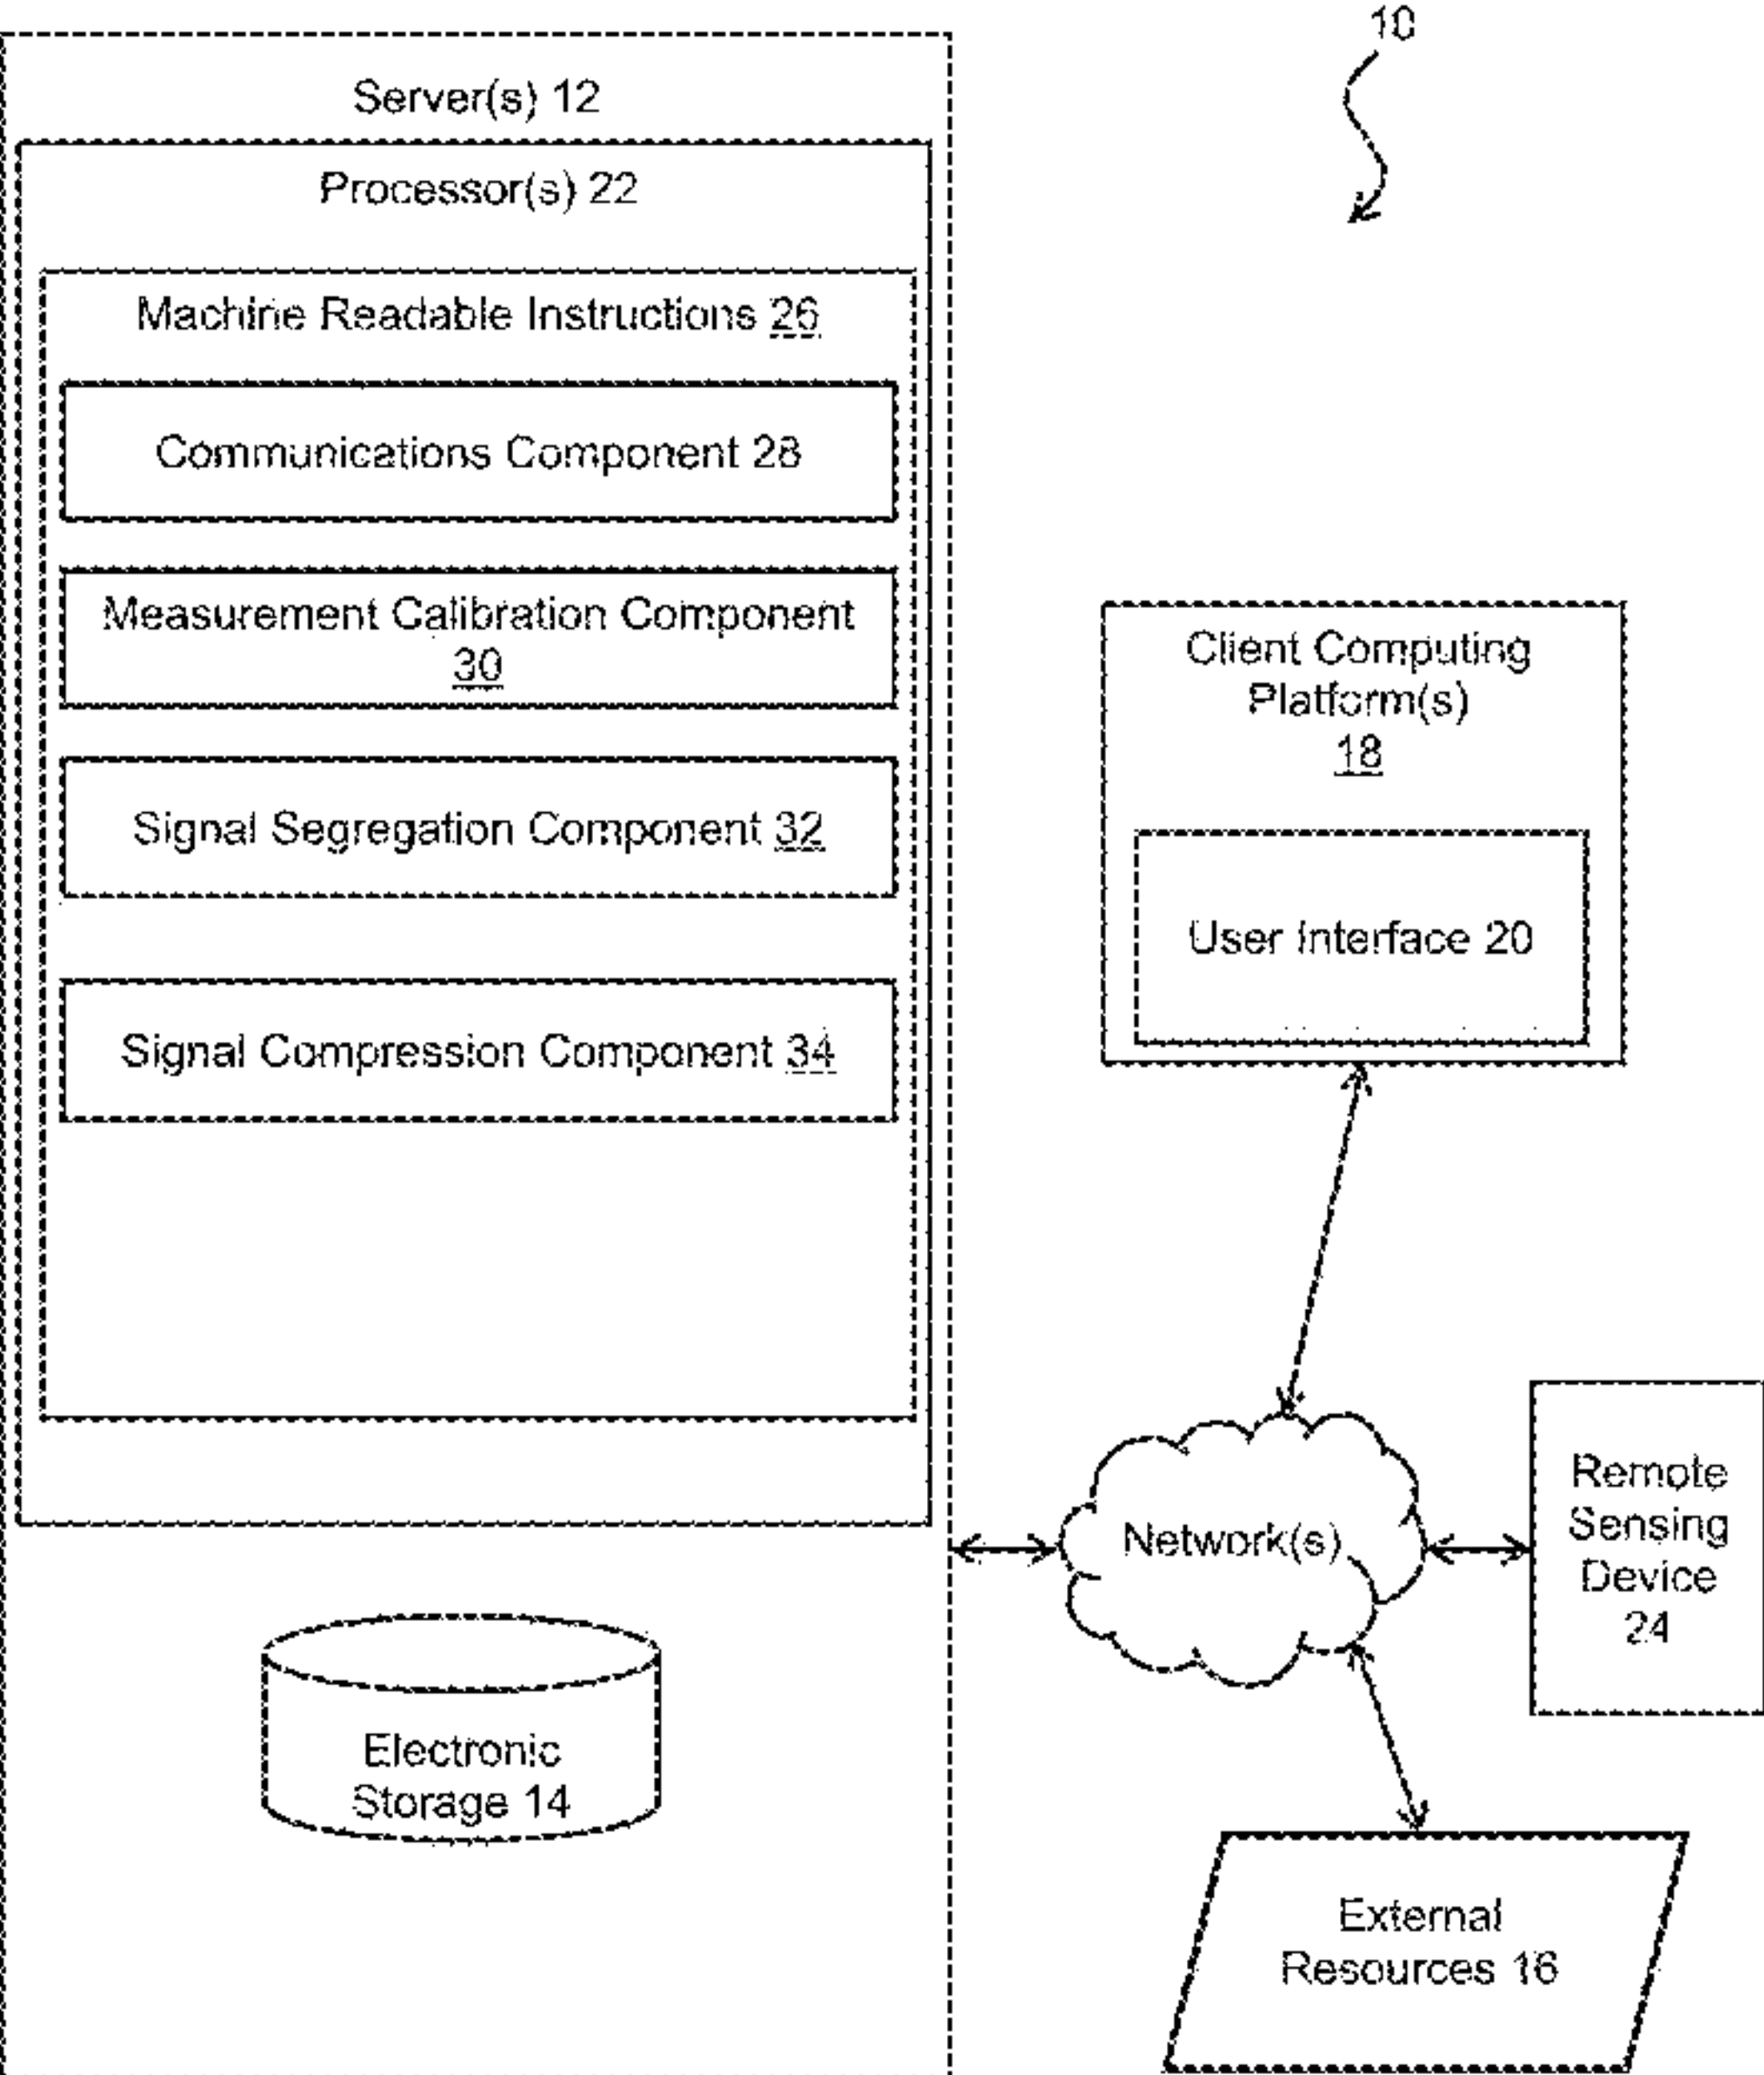 10
Server(s) 12
Processor(s) 22
Machine Readable Instructions 26
Communications Component 28
Measurement Calibration Component
30
Signal Segregation Component 32
Signal Compression Component 34
Electronic
Storage 14
Client Computing
Platform(s)
18
User Interface 20
Network(s)
Remote
Sensing
Device
24
External
Resources 16